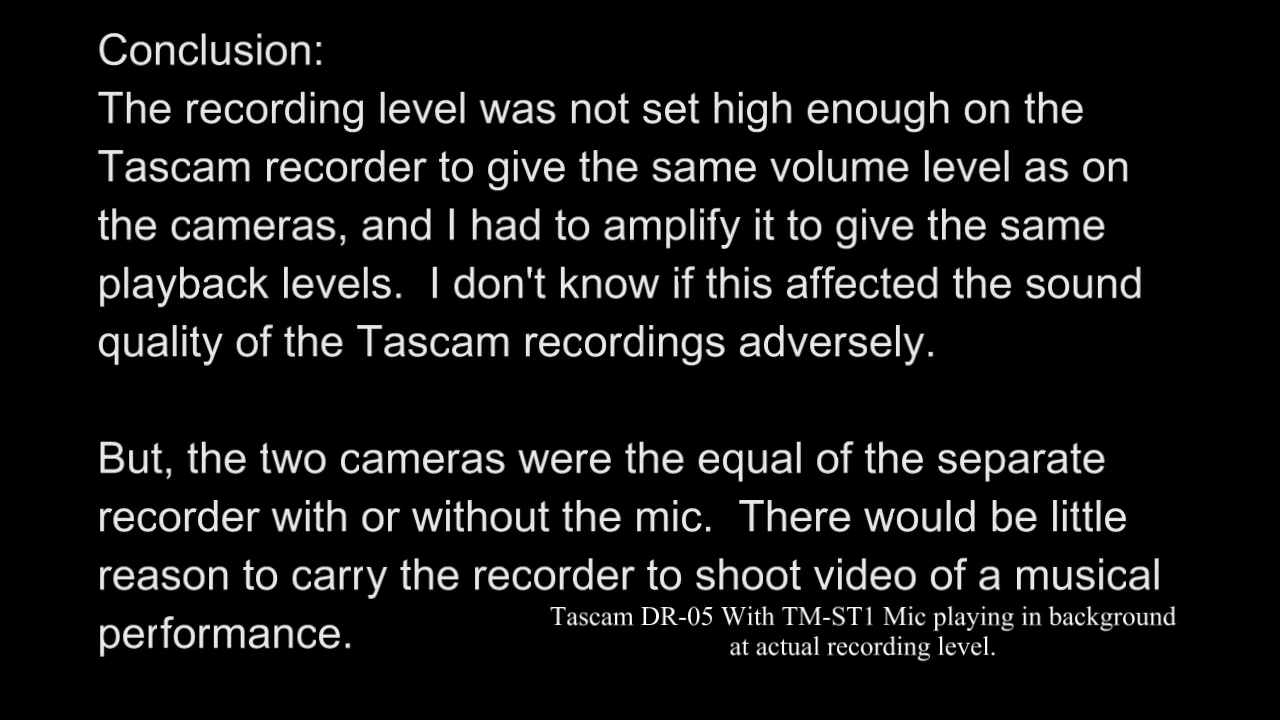 Conclusion:
The recording level was not set high enough on the
Tascam recorder to give the same volume level as on
the cameras, and I had to amplify it to give the same
playback levels.  I don't know if this affected the sound
quality of the Tascam recordings adversely.
But, the two cameras were the equal of the separate
recorder with or without the mic.  There would be little
reason to carry the recorder to shoot video of a musical
performance.
Tascam DR-05 With TM-ST1 Mic playing in background
at actual recording level.